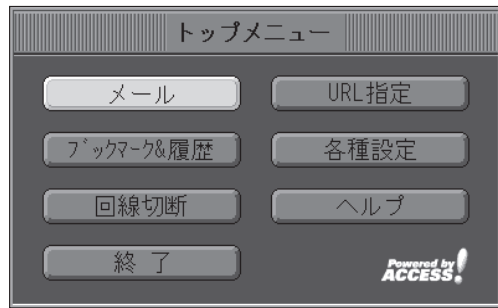 トップメニュー
メール
URL指定
ブックマーク&履歴
各種設定
回線切断
ヘルプ
終 了
Powered by
ACCESS!